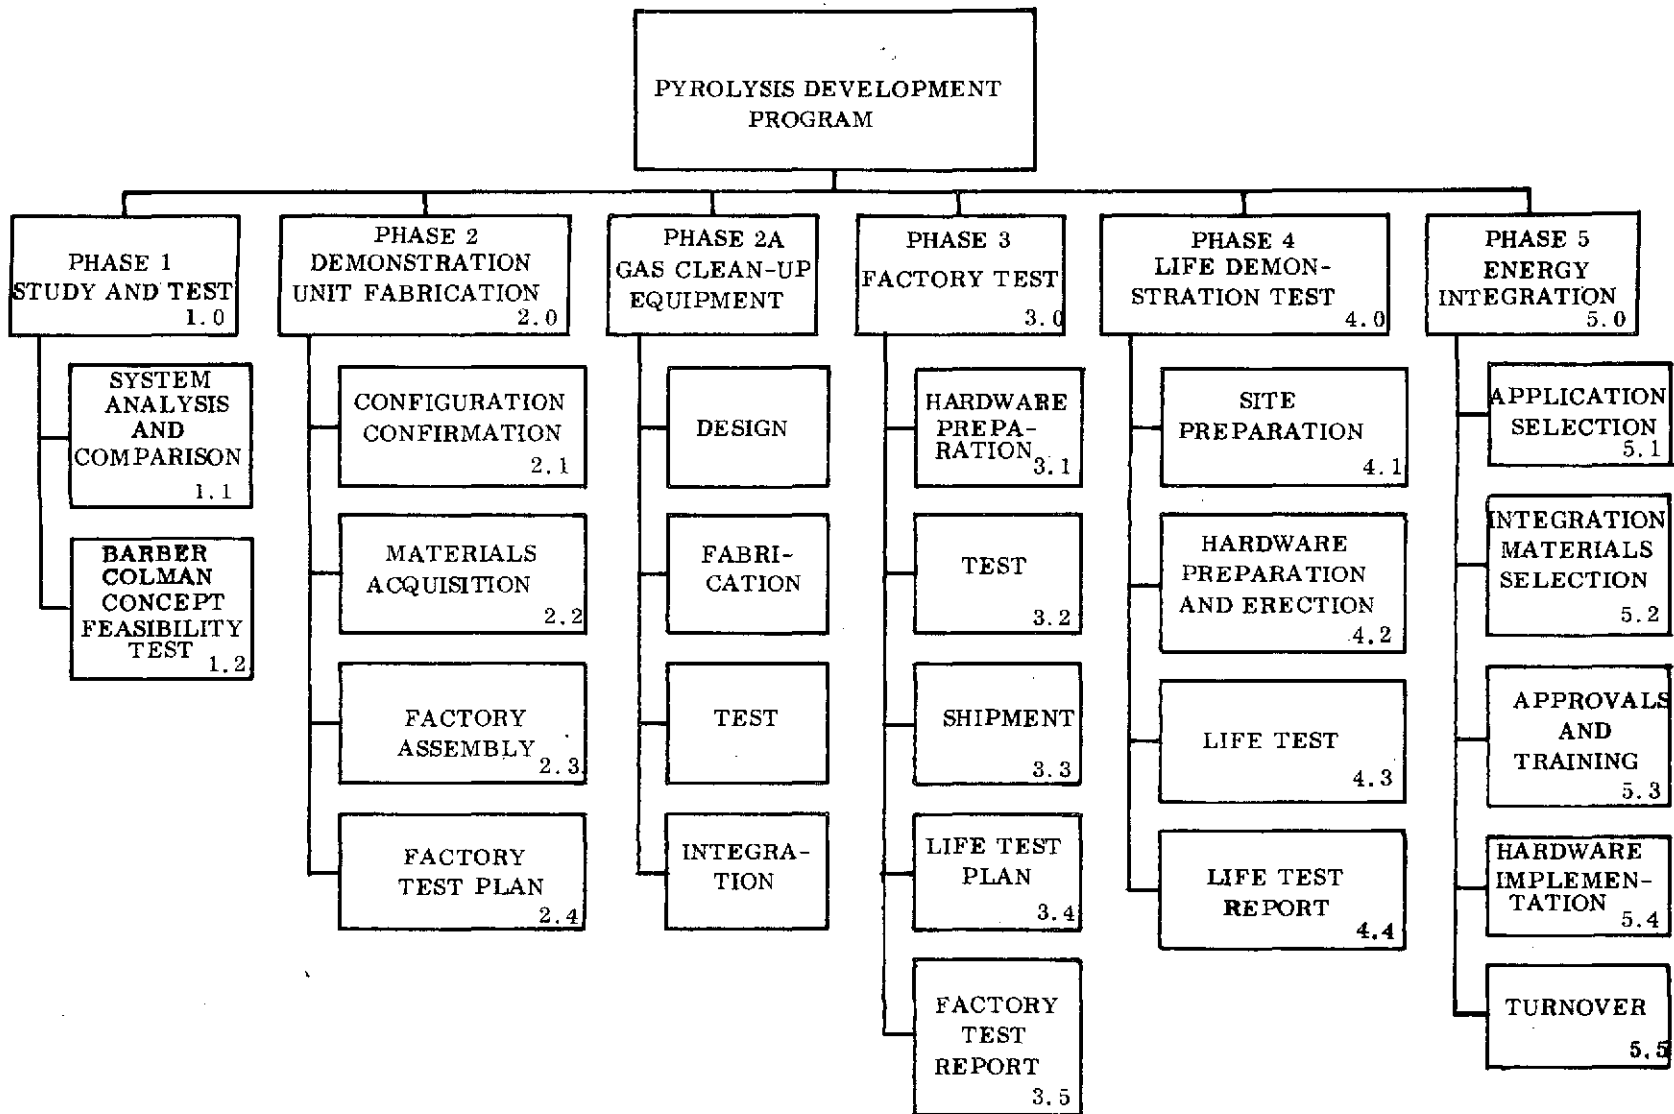 PYROLYSIS DEVELOPMENT
PROGRAM
PHASE 1
STUDY AND TEST
1.0
SYSTEM
ANALYSIS
AND
COMPARISON
1.1
BARBER
COLMAN
CONCEPT
FEASIBILITY
TEST
1.2
PHASE 2
DEMONSTRATION
UNIT FABRICATION
2.0
CONFIGURATION
CONFIRMATION
2.1
MATERIALS
ACQUISITION
2.2
FACTORY
ASSEMBLY
2.3
FACTORY
TEST PLAN
2.4
PHASE 2A
GAS CLEAN-UP
EQUIPMENT
DESIGN
FABRI-
CATION
TEST
INTEGRA-
TION
PHASE 3
FACTORY TEST
3.0
HARDWARE
PREPA-
RATION
3.1
TEST
3.2
SHIPMENT
3.3
LIFE TEST
PLAN
3.4
FACTORY
TEST
REPORT
3.5
PHASE 4
LIFE DEMON-
STRATION TEST
4.0
SITE
PREPARATION
4.1
HARDWARE
PREPARATION
AND ERECTION
4.2
LIFE TEST
4.3
LIFE TEST
REPORT
4.4
PHASE 5
ENERGY
INTEGRATION
5.0
APPLICATION
SELECTION
5.1
INTEGRATION
MATERIALS
SELECTION
5.2
APPROVALS
AND
TRAINING
5.3
HARDWARE
IMPLEMEN-
TATION
5.4
TURNOVER
5.5